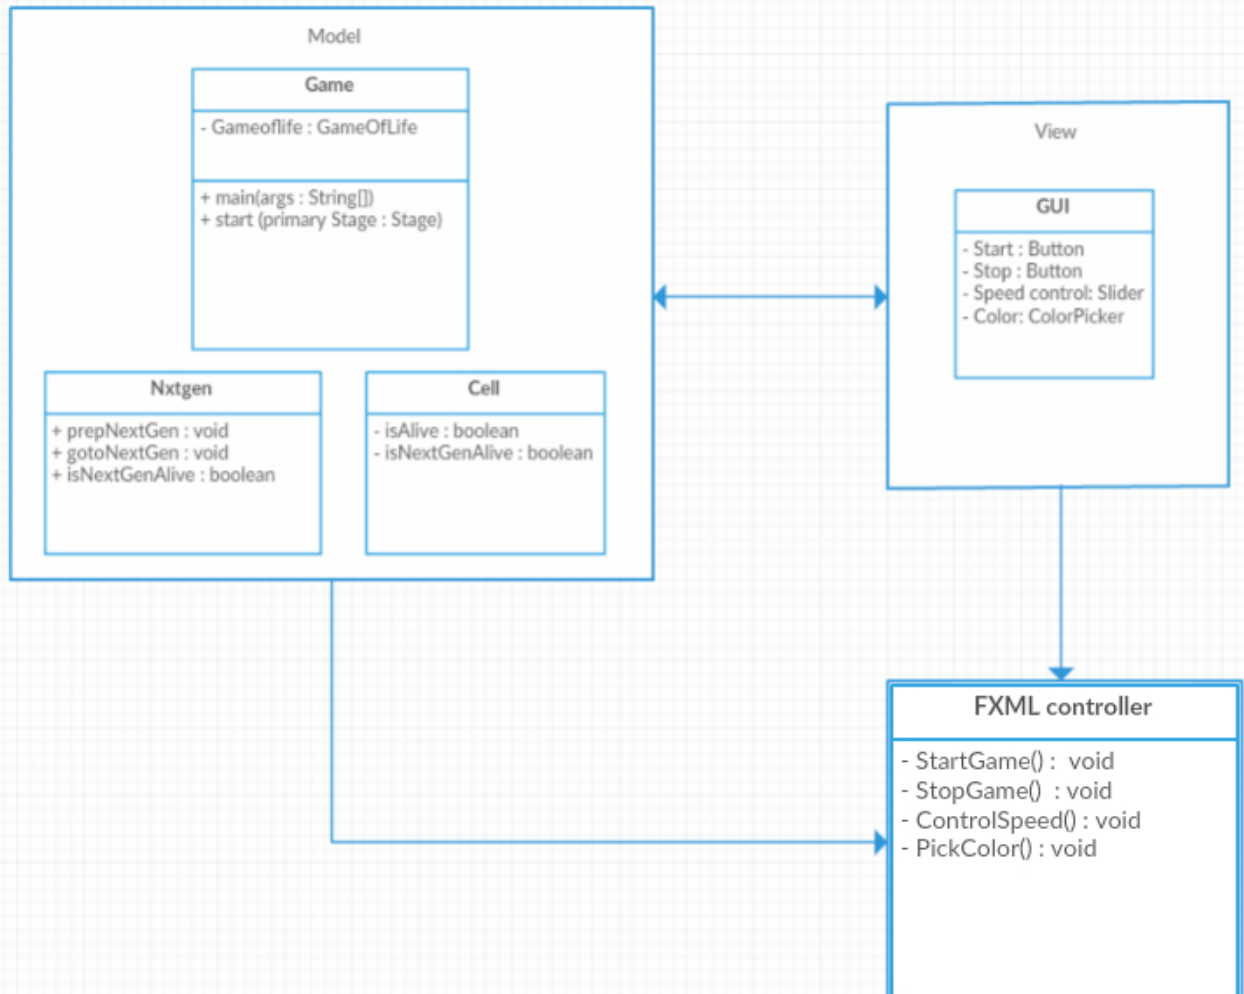 Model
Game
- Gameoflife : GameOfLife
+ main(args : String[])
+ start (primary Stage : Stage)
Nxtgen
+ prepNextGen : void
+ gotoNextGen : void
+ isNextGenAlive : boolean
Cell
- isAlive : boolean
- isNextGenAlive : boolean
View
GUI
- Start : Button
- Stop : Button
- Speed control: Slider
- Color: ColorPicker
FXML controller
- StartGame() :  void
- StopGame()  : void
- ControlSpeed() : void
- PickColor() : void